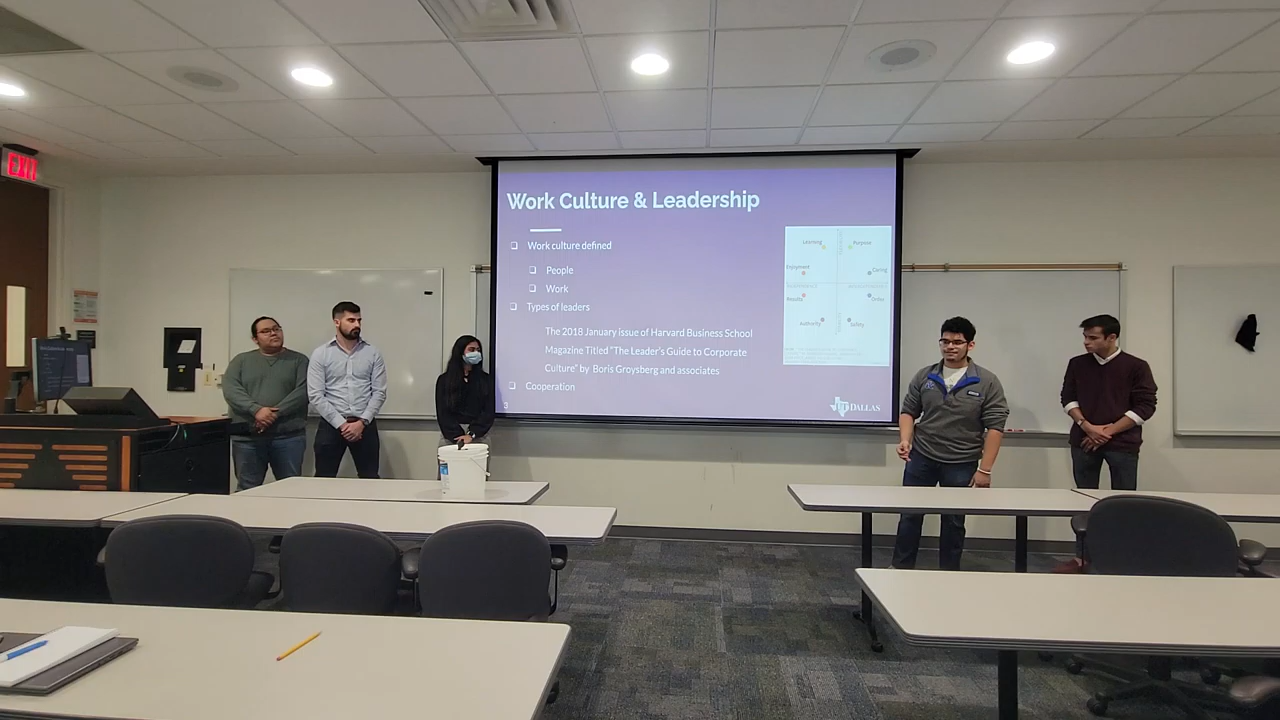 EXIT
Work Culture & Leadership
Work culture defined
People
Work
Types of leaders
The 2018 January issue of Harvard Business School
Magazine Titled "The Leader's Guide to Corporate
Culture" by Boris Groysberg and associates
Cooperation
3
UT DALLAS
Learning
Purpose
Enjoyment
Caring
Results
Order
Authority
Safety